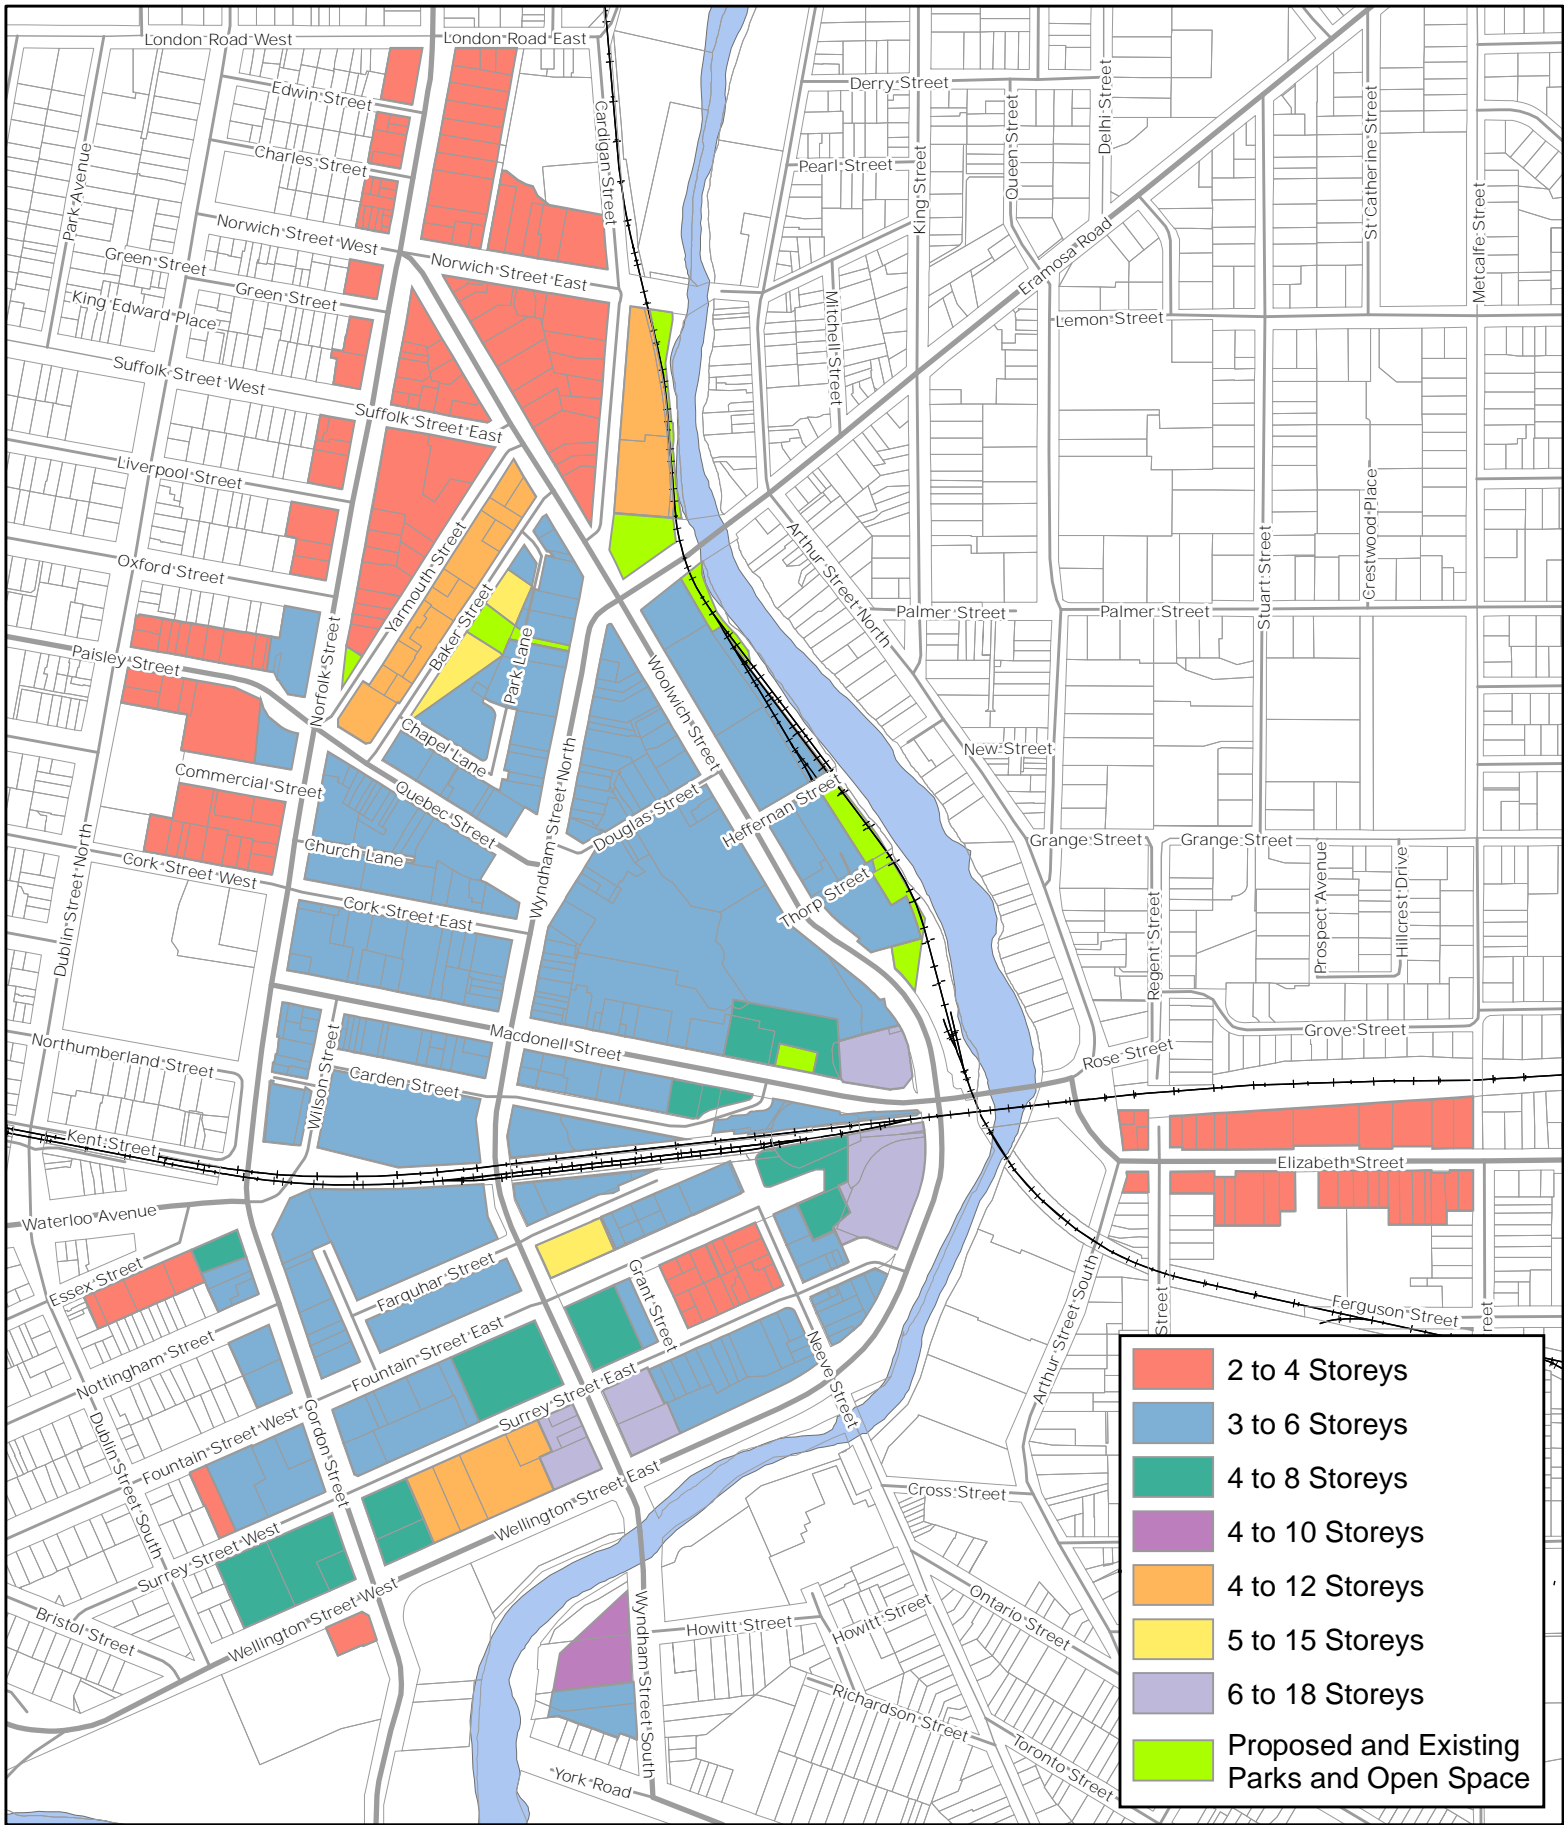 London Road West
London Road East
Edwin Street
Cardigan Street
Derry Street
Delhi Street
Queen Street
St Catherine Street
Charles Street
Pearl Street
King Street
Park Avenue
Metcalfe Street
Norwich Street West
Green Street
Norwich Street East
Eramosa Road
Green Street
King Edward Place
Mitchell Street
Lemon Street
Suffolk Street West
Suffolk Street East
Liverpool Street
Crestwood Place
Yarmouth Street
Arthur Street North
Stuart Street
Oxford Street
Baker Street
Palmer Street
Palmer Street
Paisley Street
Norfolk Street
Park Lane
Woolwich Street
Chapel Lane
New Street
Commercial Street
Quebec Street
Wyndham Street North
Douglas Street
Heffernan Street
Church Lane
Grange Street
Grange Street
Cork Street West
Dublin Street North
Cork Street East
Thorp Street
Regent Street
Prospect Avenue
Hillcrest Drive
Macdonell Street
Grove Street
Northumberland Street
Wilson Street
Carden Street
Rose Street
Kent Street
Elizabeth Street
Waterloo Avenue
Essex Street
Farquhar Street
Grant Street
Arthur Street South
Ferguson Street
Street
reet
Nottingham Street
Fountain Street East
Neeve Street
Surrey Street East
Fountain Street West
Gordon Street
Dublin Street South
Wellington Street East
Cross Street
Surrey Street West
Wellington Street West
Bristol Street
Wyndham Street South
Howitt Street
Howitt Street
Ontario Street
Richardson Street
Toronto Street
York Road
2 to 4 Storeys
3 to 6 Storeys
4 to 8 Storeys
4 to 10 Storeys
4 to 12 Storeys
5 to 15 Storeys
6 to 18 Storeys
Proposed and Existing
Parks and Open Space